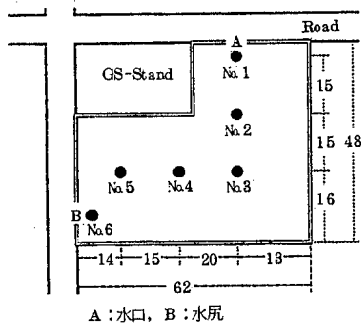 Road
A
GS-Stand
No.1
15
No.2
15
48
No.5
No.4
No.3
16
B
No.6
14
15
20
13
62
A:水口, B:水尻